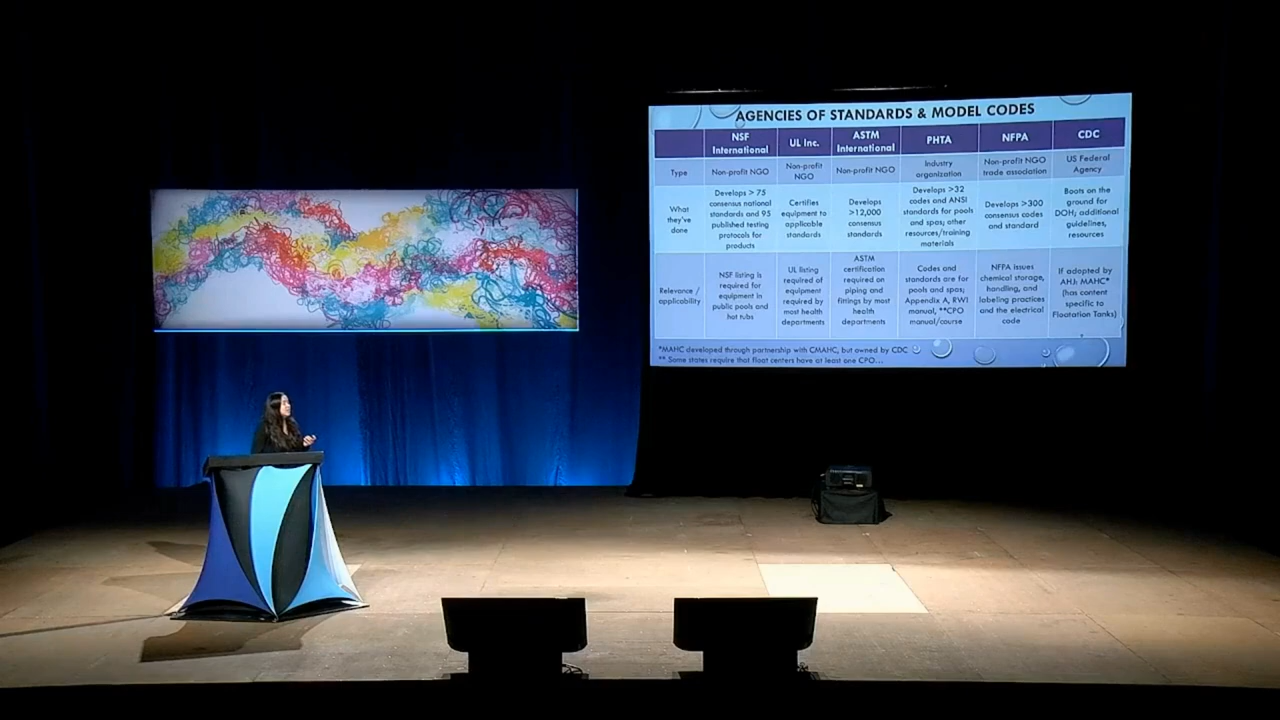 AGENCIES OF STANDARDS & MODEL CODES
NSF
International
UL Inc.
ASTM
International
PHTA
NFPA
CDC
Type
Non-profit NGO
Non-profit
NGO
Non-profit NGO
Industry
organization
Non-profit NGO
trade association
US Federal
Agency
What
they've
done
Develops > 75
consensus national
standards and 95
published testing
protocols for
products
Certifies
equipment to
applicable
standards
Develops
>12,000
consensus
standards
Develops >32
codes and ANSI
standards for pools
and spas; other
resources/training
materials
Develops >300
consensus codes
and standard
Boots on the
ground for
DOH; additional
guidelines,
resources
Relevance /
applicability
NSF listing is
required for
equipment in
public pools and
hot tubs
UL listing
required of
equipment
required by
most health
departments
ASTM
certification
required on
piping and
fittings by most
health
departments
Codes and
standards are for
pools and spas;
Appendix A, RWI
manual, **CPO
manual/course
NFPA issues
chemical storage,
handling, and
labeling practices
and the electrical
code
If adopted by
AHJ: MAHC*
(has content
specific to
Floatation Tanks)
*MAHC developed through partnership with CMAHC, but owned by CDC
** Some states require that float centers have at least one CPO...